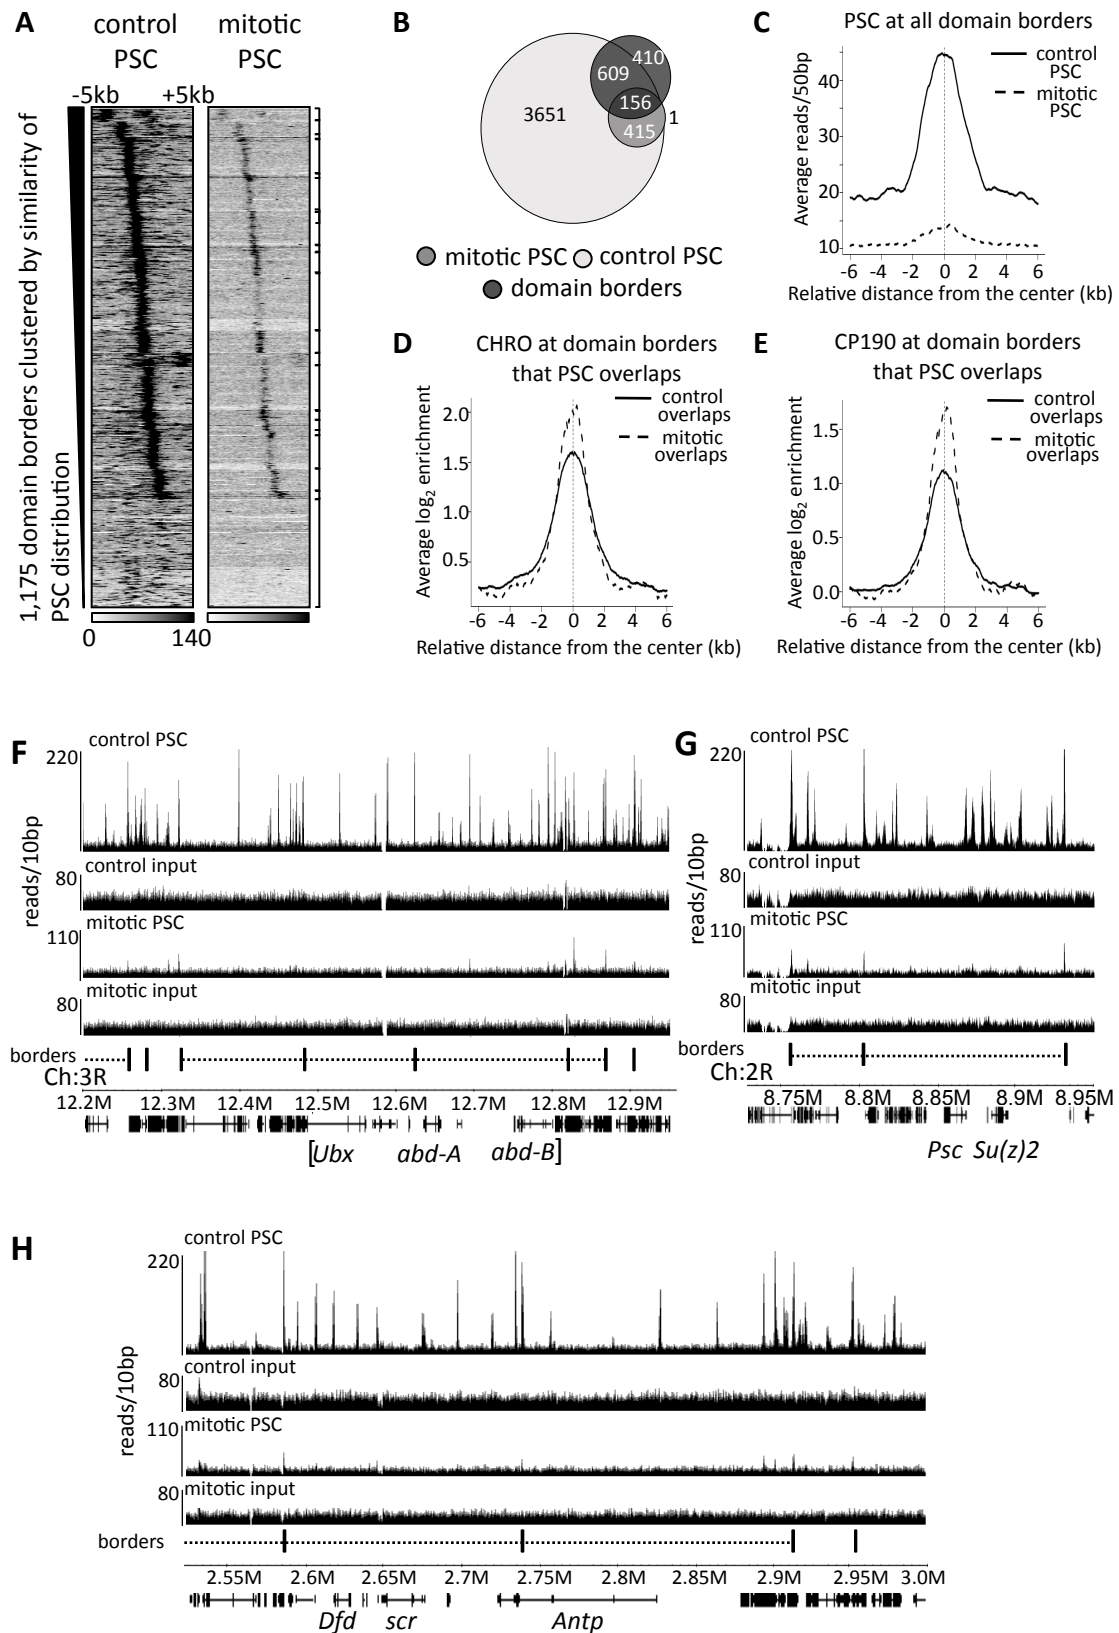 A
control
PSC
mitotic
PSC
-5kb
+5kb
1,175 domain borders clustered by similarity of
PSC distribution
0
140
B
410
609
156
3651
415
1
mitotic PSC
control PSC
domain borders
C
PSC at all domain borders
control
PSC
mitotic
PSC
Average reads/50bp
40
30
20
10
-6 -4 -2 0 2 4 6
Relative distance from the center (kb)
D
CHRO at domain borders
that PSC overlaps
control
overlaps
mitotic
overlaps
Average log2 enrichment
2.0
1.5
1.0
0.5
-6 -4 -2 0 2 4 6
Relative distance from the center (kb)
E
CP190 at domain borders
that PSC overlaps
control
overlaps
mitotic
overlaps
Average log2 enrichment
1.5
1.0
0.5
0.0
-6 -4 -2 0 2 4 6
Relative distance from the center (kb)
F
control PSC
220
control input
80
mitotic PSC
110
mitotic input
80
reads/10bp
borders
Ch:3R
12.2M 12.3M 12.4M 12.5M 12.6M 12.7M 12.8M 12.9M
[Ubx abd-A abd-B]
G
control PSC
220
control input
80
mitotic PSC
110
mitotic input
80
reads/10bp
borders
Ch:2R
8.75M 8.8M 8.85M 8.9M 8.95M
Psc Su(z)2
H
control PSC
220
control input
80
mitotic PSC
110
mitotic input
80
reads/10bp
borders
2.55M 2.6M 2.65M 2.7M 2.75M 2.8M 2.85M 2.9M 2.95M 3.0M
Dfd scr Antp